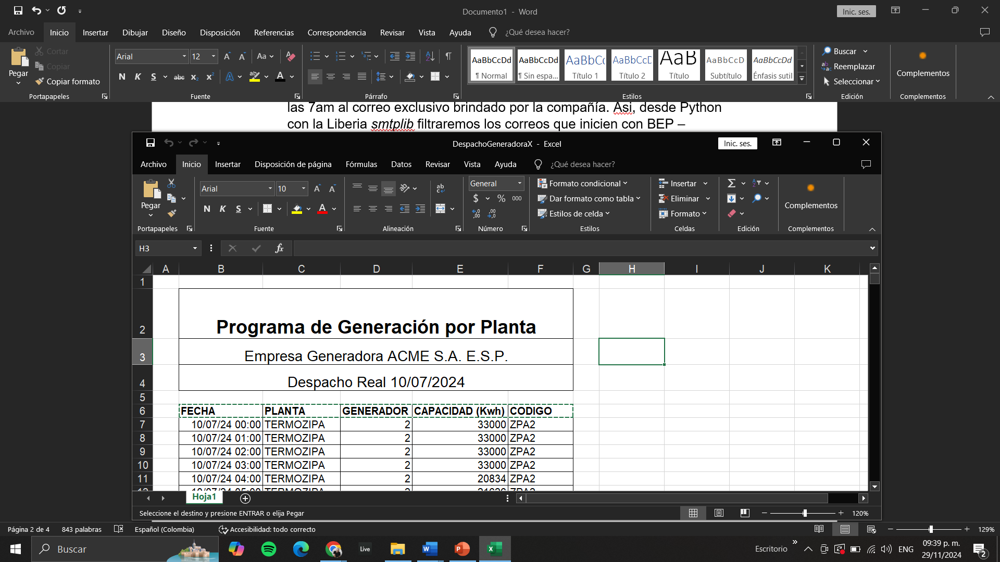 Documento1 - Word
Inic. ses.
Archivo Inicio Insertar Dibujar Diseño Disposición Referencias Correspondencia Revisar Vista Ayuda ¿Qué desea hacer?
Pegar
Cortar
Copiar
Copiar formato
Portapapeles
Arial 12
Fuente
Párrafo
AaBbCcDd ¶ Normal
AaBbCcDd ¶ Sin espa...
AaBbCc Título 1
AaBbCcE Título 2
AaB Título
AaBbCcD Subtítulo
AaBbCcDd Énfasis sutil
Estilos
Buscar
Reemplazar
Seleccionar
Edición
Complementos
Complementos
las 7am al correo exclusivo brindado por la compañía. Asi, desde Python
con la Liberia smtplib filtraremos los correos que inicien con BEP –
DespachoGeneradoraX - Excel
Inic. ses.
Archivo Inicio Insertar Disposición de página Fórmulas Datos Revisar Vista Ayuda ¿Qué desea hacer?
Pegar
Portapapeles
Arial 10
N K S
Fuente
Alineación
General
$ % 000
Número
Formato condicional
Dar formato como tabla
Estilos de celda
Estilos
Insertar
Eliminar
Formato
Celdas
Edición
Complementos
Complementos
H3
fx
A B C D E F G H I J K
1
2 Programa de Generación por Planta
3 Empresa Generadora ACME S.A. E.S.P.
4 Despacho Real 10/07/2024
5
6 FECHA PLANTA GENERADOR CAPACIDAD (Kwh) CODIGO
7 10/07/24 00:00 TERMOZIPA 2 33000 ZPA2
8 10/07/24 01:00 TERMOZIPA 2 33000 ZPA2
9 10/07/24 02:00 TERMOZIPA 2 33000 ZPA2
10 10/07/24 03:00 TERMOZIPA 2 33000 ZPA2
11 10/07/24 04:00 TERMOZIPA 2 20834 ZPA2
Hoja1
Seleccione el destino y presione ENTRAR o elija Pegar
120%
Página 2 de 4 843 palabras Español (Colombia) Accesibilidad: todo correcto
129%
Buscar
Live
Escritorio
ENG
09:39 p. m.
29/11/2024
2